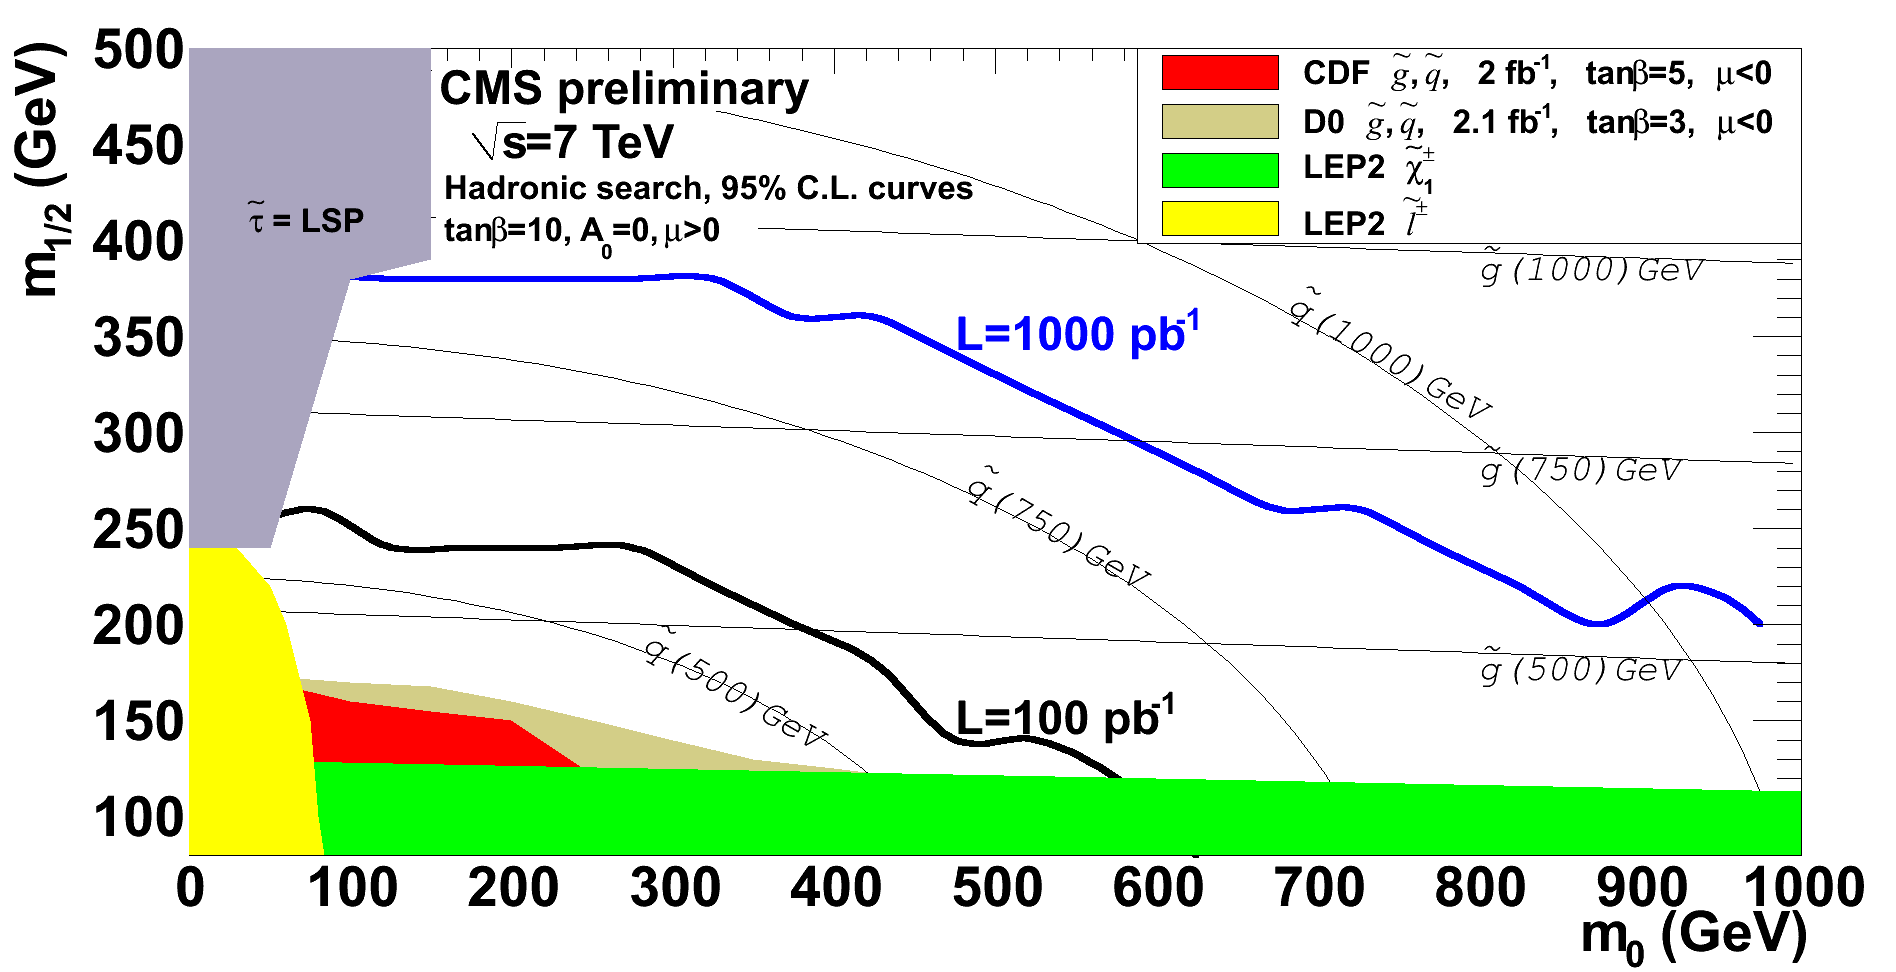 m1/2 (GeV)
500
450
400
350
300
250
200
150
100
CMS preliminary
√s=7 TeV
Hadronic search, 95% C.L. curves
tanβ=10, A0=0, μ>0
τ̃ = LSP
CDF g̃, q̃, 2 fb-1, tanβ=5, μ<0
D0 g̃, q̃, 2.1 fb-1, tanβ=3, μ<0
LEP2 χ̃1±
LEP2 l̃±
g̃(1000)GeV
q̃(1000)GeV
L=1000 pb-1
g̃(750)GeV
q̃(750)GeV
g̃(500)GeV
q̃(500)GeV
L=100 pb-1
0 100 200 300 400 500 600 700 800 900 1000
m0 (GeV)